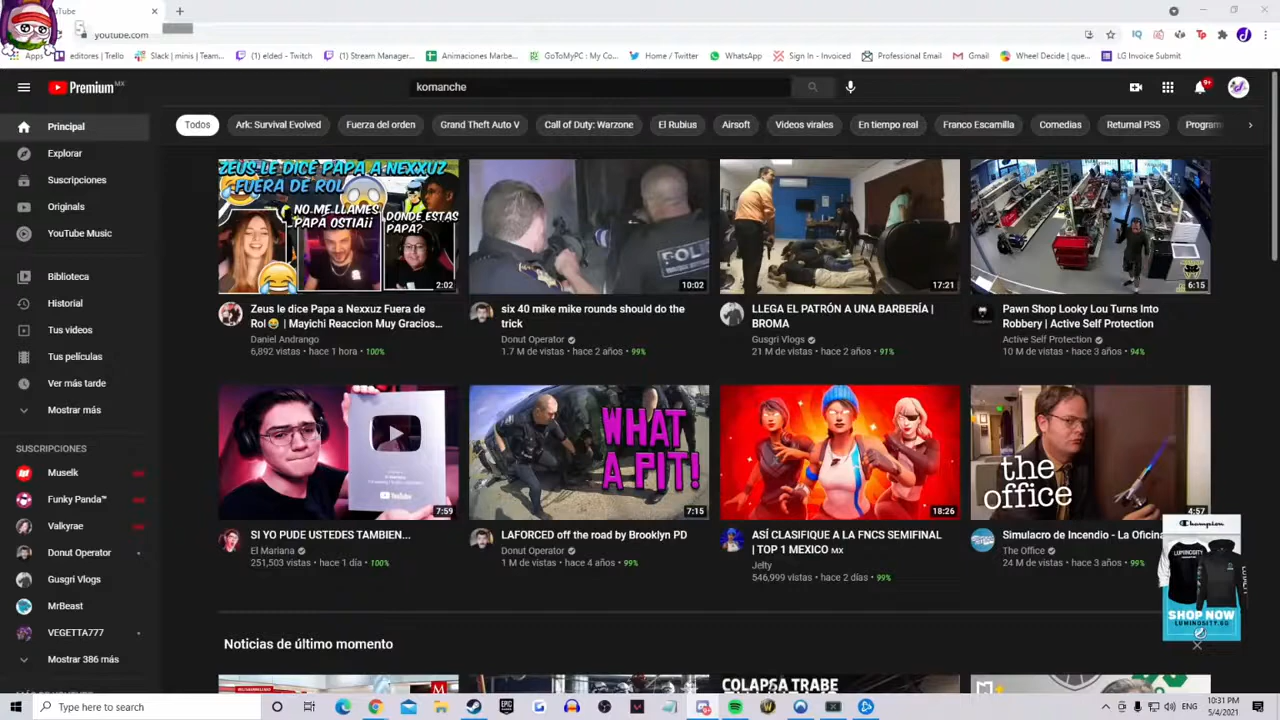 YouTube
youtube.com
Apps
editores | Trello
Slack | minis | Team...
(1) elded - Twitch
(1) Stream Manager...
Animaciones Marbe...
GoToMyPC : My Co...
Home / Twitter
WhatsApp
Sign In - Invoiced
Professional Email
Gmail
Wheel Decide | que...
LG Invoice Submit
Premium MX
komanche
9+
Todos
Ark: Survival Evolved
Fuerza del orden
Grand Theft Auto V
Call of Duty: Warzone
El Rubius
Airsoft
Videos virales
En tiempo real
Franco Escamilla
Comedias
Returnal PS5
Program
Principal
Explorar
Suscripciones
Originals
YouTube Music
Biblioteca
Historial
Tus videos
Tus películas
Ver más tarde
Mostrar más
SUSCRIPCIONES
Muselk
Funky Panda™
Valkyrae
Donut Operator
Gusgri Vlogs
MrBeast
VEGETTA777
Mostrar 386 más
ZEUS LE DICE PAPA A NEXXUZ
FUERA DE ROL
NO ME LLAMES
PAPA OSTIA¡¡
DONDE ESTAS
PAPA?
2:02
Zeus le dice Papa a Nexxuz Fuera de
Rol😂 | Mayichi Reaccion Muy Gracios...
Daniel Andrango
6,892 vistas • hace 1 hora • 100%
POLI
10:02
six 40 mike mike rounds should do the
trick
Donut Operator
1.7 M de vistas • hace 2 años • 99%
17:21
LLEGA EL PATRÓN A UNA BARBERÍA |
BROMA
Gusgri Vlogs
21 M de vistas • hace 2 años • 91%
6:15
Pawn Shop Looky Lou Turns Into
Robbery | Active Self Protection
Active Self Protection
10 M de vistas • hace 3 años • 94%
YouTube
7:59
SI YO PUDE USTEDES TAMBIEN...
El Mariana
251,503 vistas • hace 1 día • 100%
WHAT
A PIT!
7:15
FORCED off the road by Brooklyn PD
Donut Operator
1 M de vistas • hace 4 años • 99%
18:26
ASÍ CLASIFIQUE A LA FNCS SEMIFINAL
| TOP 1 MEXICO MX
Jelty
546,999 vistas • hace 2 días • 99%
the
office
4:57
Simulacro de Incendio - La Oficina
The Office
24 M de vistas • hace 3 años • 99%
Champion
LUMINOSITY
SHOP NOW
LUMINOSITY.GG
Noticias de último momento
COLAPSA TRABE
Type here to search
ENG
10:31 PM
5/4/2021